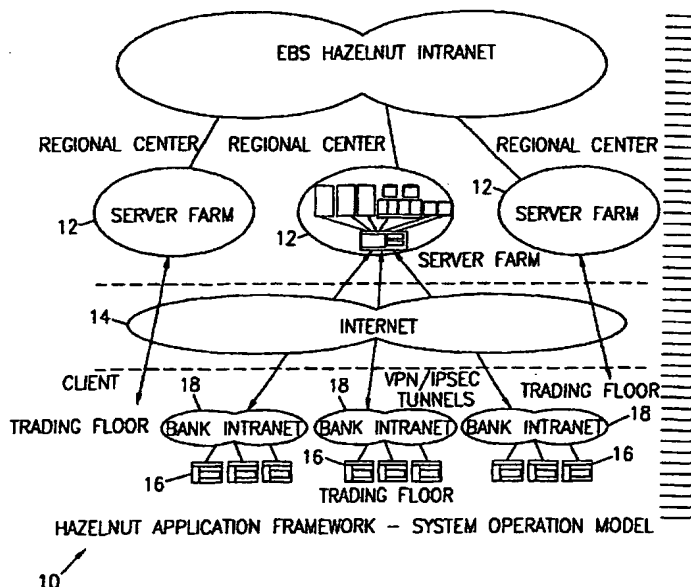 EBS HAZELNUT INTRANET
REGIONAL CENTER REGIONAL CENTER REGIONAL CENTER
12 SERVER FARM
12
SERVER FARM
12 SERVER FARM
14 INTERNET
CLIENT
VPN/IPSEC
TUNNELS
TRADING FLOOR
TRADING FLOOR
18 BANK INTRANET
18 BANK INTRANET
18 BANK INTRANET
16
16
16
TRADING FLOOR
HAZELNUT APPLICATION FRAMEWORK – SYSTEM OPERATION MODEL
10